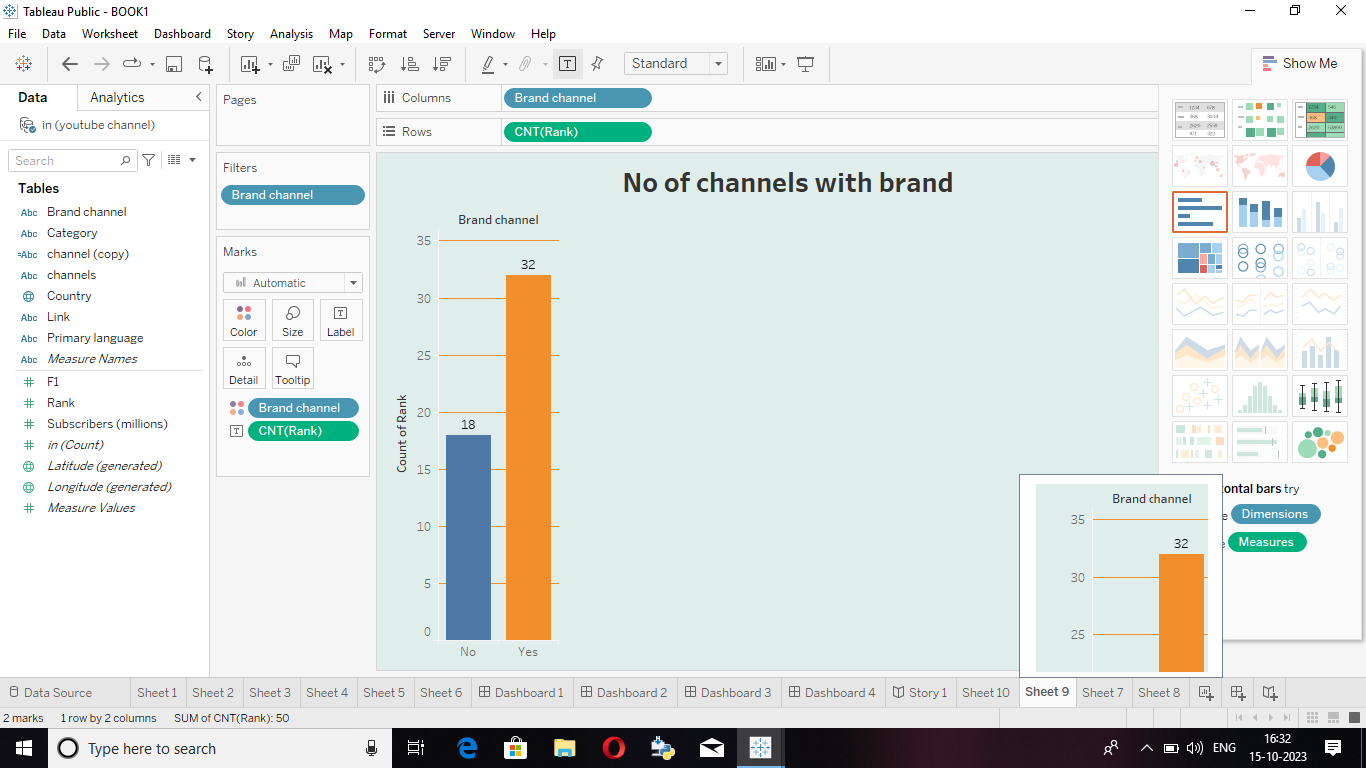 Tableau Public - BOOK1
File Data Worksheet Dashboard Story Analysis Map Format Server Window Help
Standard
Show Me
Data Analytics
in (youtube channel)
Search
Tables
Abc Brand channel
Abc Category
=Abc channel (copy)
Abc channels
Country
Abc Link
Abc Primary language
Abc Measure Names
# F1
# Rank
# Subscribers (millions)
# in (Count)
Latitude (generated)
Longitude (generated)
# Measure Values
Pages
Filters
Brand channel
Marks
Automatic
Color Size Label
Detail Tooltip
Brand channel
CNT(Rank)
Columns Brand channel
Rows CNT(Rank)
No of channels with brand
Brand channel
Count of Rank
35
30
25
20
15
10
5
0
32
18
No Yes
Brand channel
35
30
25
32
ontal bars try
e Dimensions
e Measures
Data Source Sheet 1 Sheet 2 Sheet 3 Sheet 4 Sheet 5 Sheet 6 Dashboard 1 Dashboard 2 Dashboard 3 Dashboard 4 Story 1 Sheet 10 Sheet 9 Sheet 7 Sheet 8
2 marks 1 row by 2 columns SUM of CNT(Rank): 50
Type here to search
ENG
16:32
15-10-2023